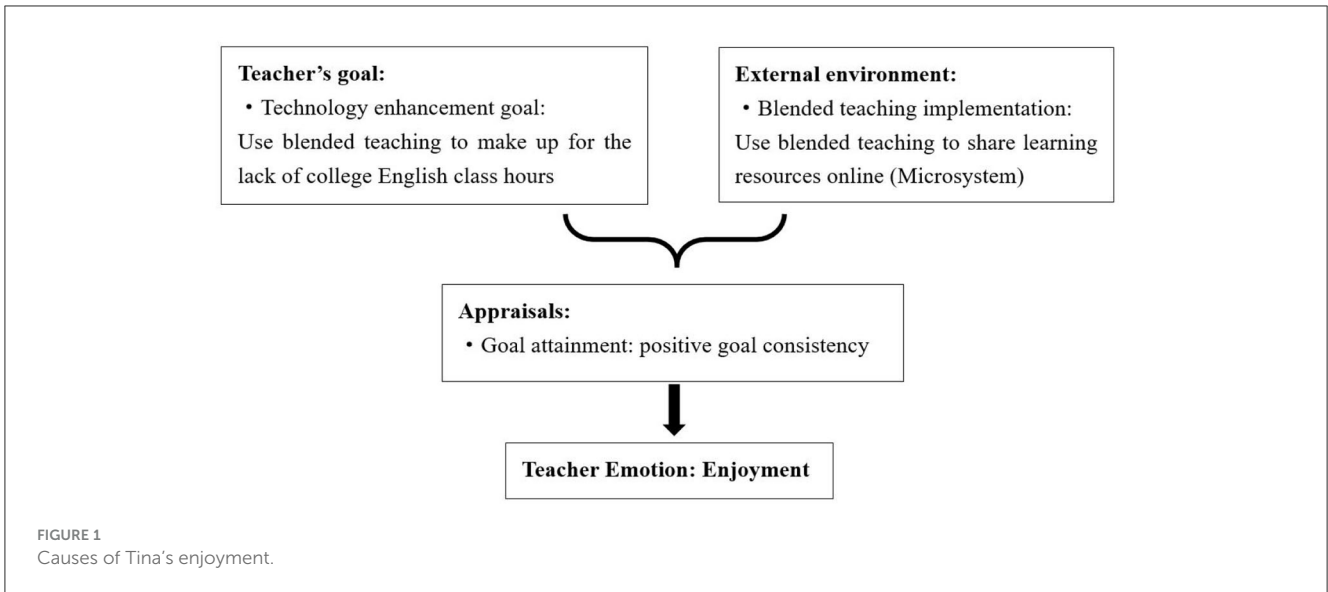 Teacher's goal:
• Technology enhancement goal:
Use blended teaching to make up for the
lack of college English class hours
External environment:
• Blended teaching implementation:
Use blended teaching to share learning
resources online (Microsystem)
Appraisals:
• Goal attainment: positive goal consistency
Teacher Emotion: Enjoyment
FIGURE 1
Causes of Tina's enjoyment.